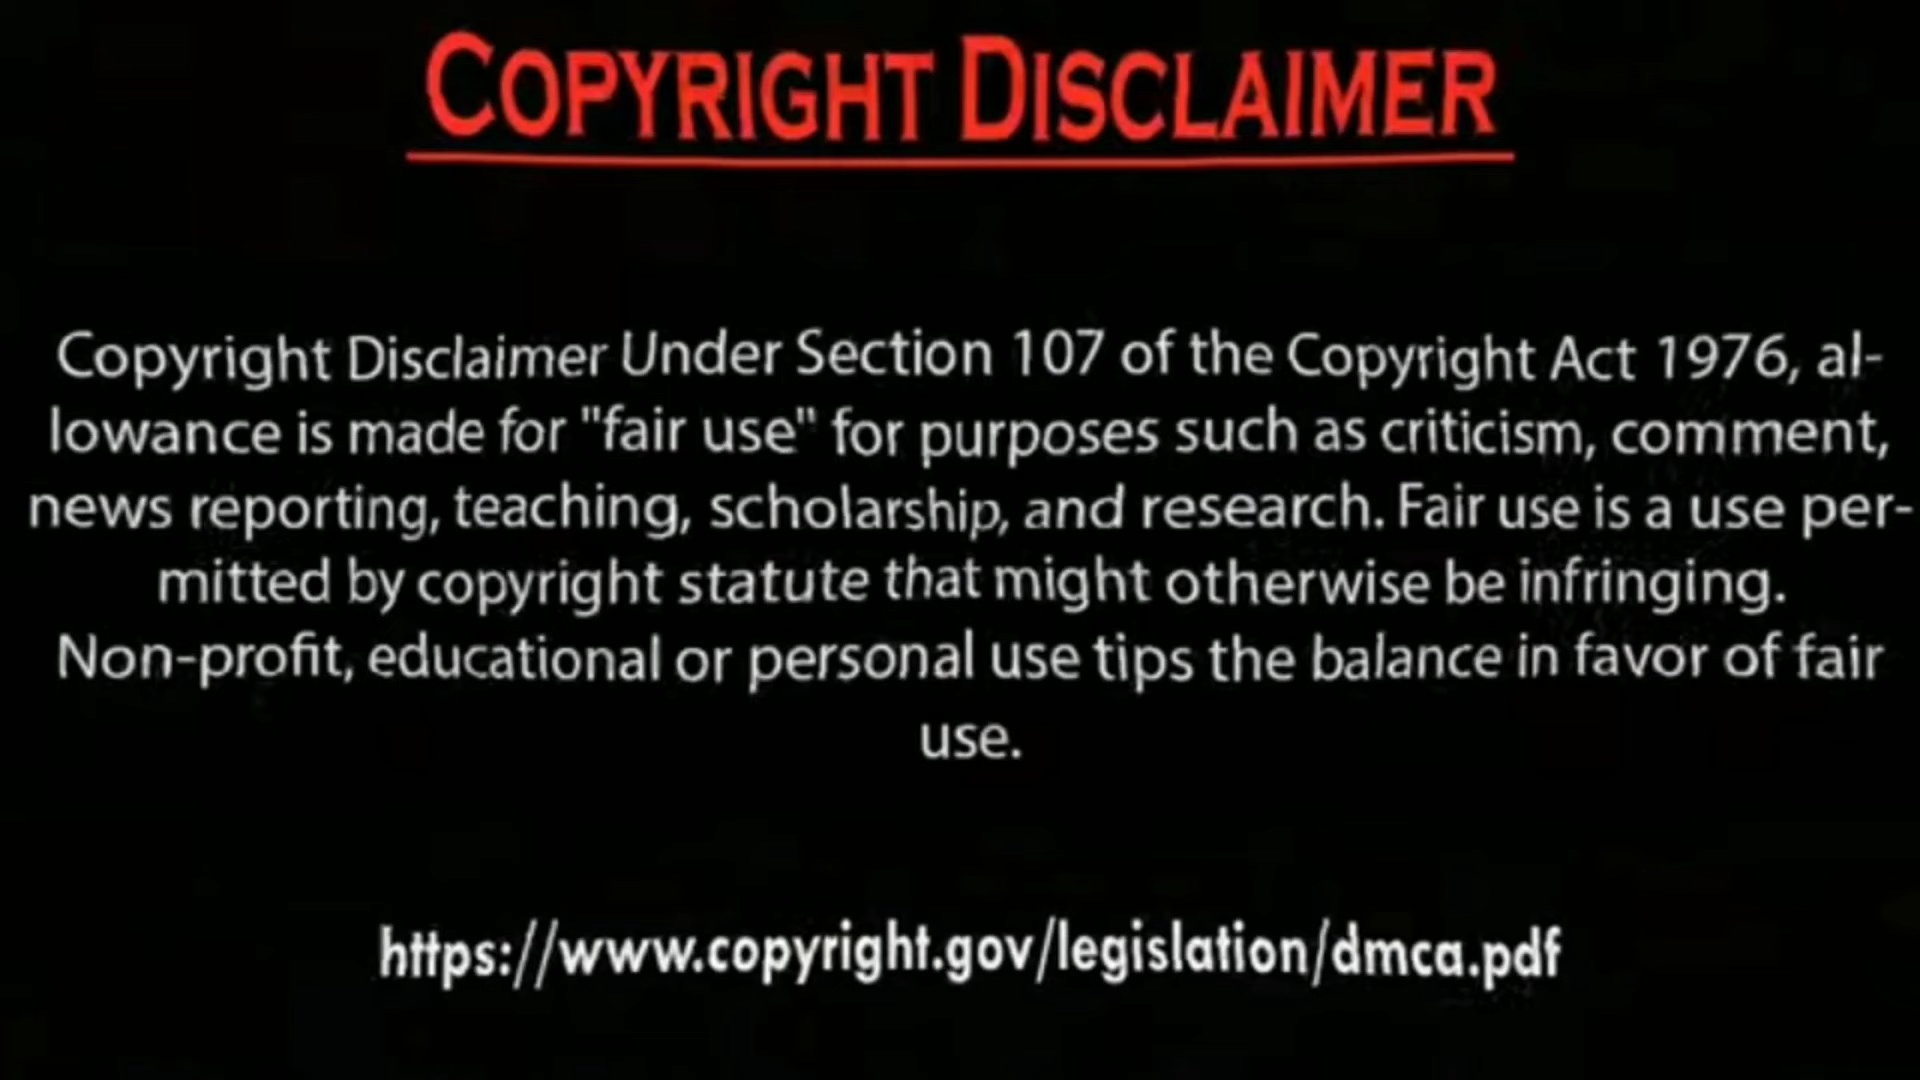 COPYRIGHT DISCLAIMER
Copyright Disclaimer Under Section 107 of the Copyright Act 1976, al-
lowance is made for "fair use" for purposes such as criticism, comment,
news reporting, teaching, scholarship, and research. Fair use is a use per-
mitted by copyright statute that might otherwise be infringing.
Non-profit, educational or personal use tips the balance in favor of fair
use.
https://www.copyright.gov/legislation/dmca.pdf